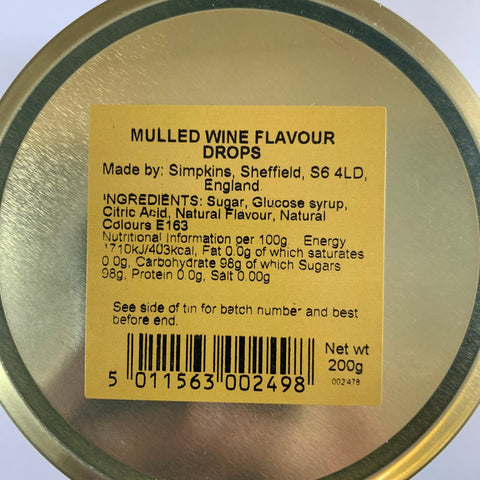 MULLED WINE FLAVOUR
DROPS
Made by: Simpkins, Sheffield, S6 4LD,
England
INGREDIENTS: Sugar, Glucose syrup,
Citric Acid, Natural Flavour, Natural
Colours E163
Nutritional Information per 100g. Energy
1710kJ/403kcal, Fat 0.0g of which saturates
0.0g, Carbohydrate 98g of which Sugars
98g, Protein 0.0g, Salt 0.00g
See side of tin for batch number and best
before end.
Net wt
200g
5 011563 002498
002478